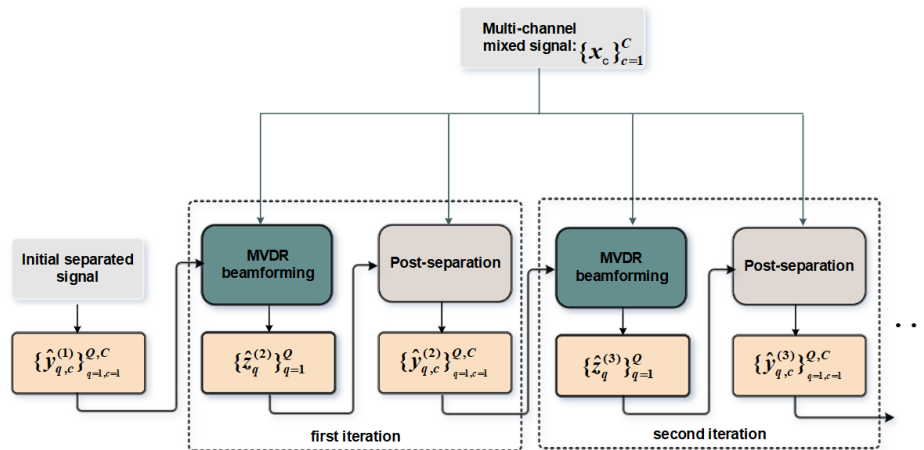 Multi-channel
mixed signal: {x_c}_{c=1}^{C}
Initial separated
signal
MVDR
beamforming
Post-separation
MVDR
beamforming
Post-separation
{ŷ_{q,c}^{(1)}}_{q=1,c=1}^{Q,C}
{ẑ_q^{(2)}}_{q=1}^{Q}
{ŷ_{q,c}^{(2)}}_{q=1,c=1}^{Q,C}
{ẑ_q^{(3)}}_{q=1}^{Q}
{ŷ_{q,c}^{(3)}}_{q=1,c=1}^{Q,C}
. .
first iteration
second iteration